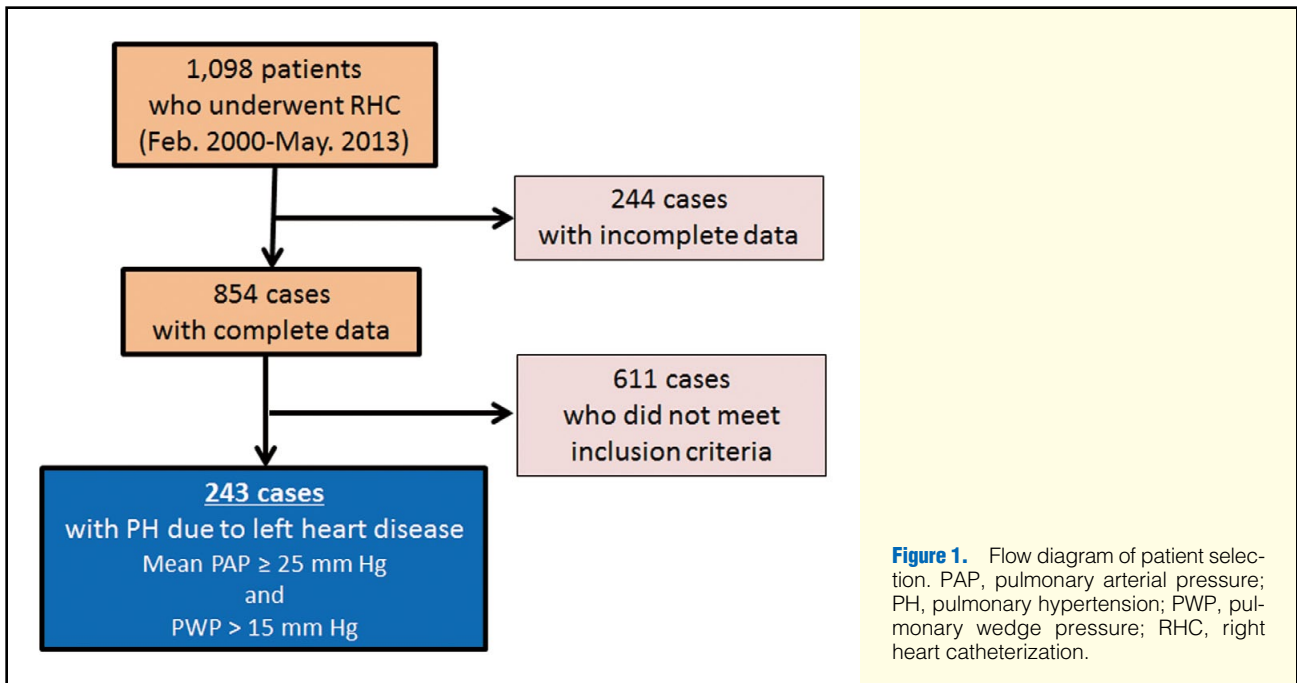 1,098 patients
who underwent RHC
(Feb. 2000-May. 2013)
244 cases
with incomplete data
854 cases
with complete data
611 cases
who did not meet
inclusion criteria
243 cases
with PH due to left heart disease
Mean PAP ≥ 25 mm Hg
and
PWP > 15 mm Hg
Figure 1. Flow diagram of patient selec-
tion. PAP, pulmonary arterial pressure;
PH, pulmonary hypertension; PWP, pul-
monary wedge pressure; RHC, right
heart catheterization.